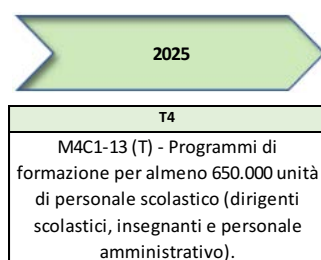 2025
T4
M4C1-13 (T) - Programmi di
formazione per almeno 650.000 unità
di personale scolastico (dirigenti
scolastici, insegnanti e personale
amministrativo).